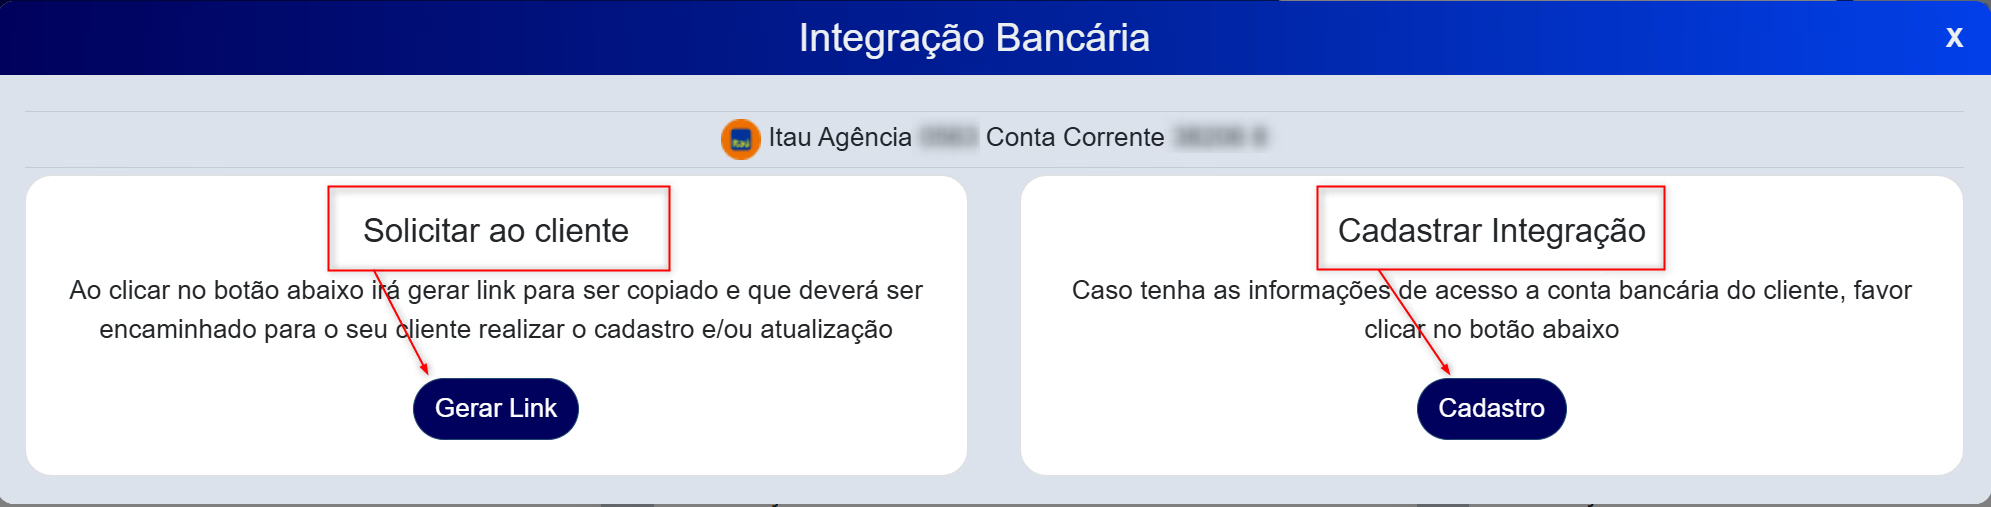 Integração Bancária
X
itaú Itau Agência Conta Corrente
Solicitar ao cliente
Ao clicar no botão abaixo irá gerar link para ser copiado e que deverá ser
encaminhado para o seu cliente realizar o cadastro e/ou atualização
Gerar Link
Cadastrar Integração
Caso tenha as informações de acesso a conta bancária do cliente, favor
clicar no botão abaixo
Cadastro